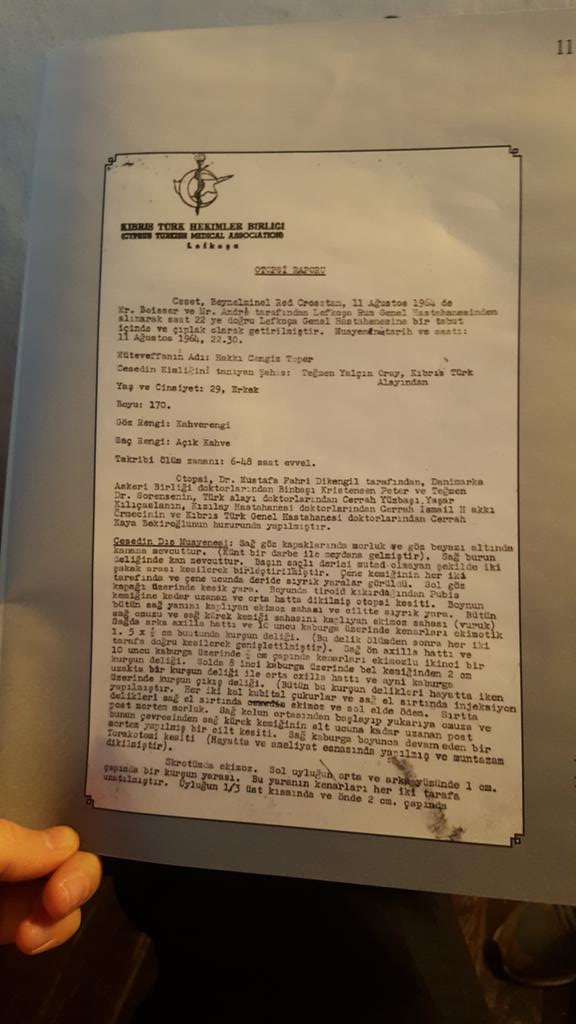 11
KIBRIS TÜRK HEKİMLER BİRLİĞİ
(CYPRUS TURKISH MEDICAL ASSOCIATION)
Lefkoşa
OTOPSİ RAPORU
Ceset, Beynelminel Red Crosstan, 11 Ağustos 1964 de
Mr. Boisser ve Mr. André tarafından Lefkoşa Rum Genel Hastahanesinden
alınarak saat 22 ye doğru Lefkoşa Genel Hastahanesine bir tabut
içinde ve çıplak olarak getirilmiştir. Muayene tarih ve saati:
11 Ağustos 1964, 22.30.
Müteveffanın Adı: Hakkı Cengiz Toper
Cesedin Kimliğini tanıyan Şahıs: Teğmen Yalçın Oray, Kıbrıs Türk
Alayından
Yaş ve Cinsiyet: 29, Erkek
Boyu: 170.
Göz Rengi: Kahverengi
Saç Rengi: Açık Kahve
Takribi ölüm zamanı: 6-48 saat evvel.
Otopsi, Dr. Mustafa Fahri Dikengil tarafından, Danimarka
Askeri Birliği doktorlarından Binbaşı Kristensen Peter ve Teğmen
Dr. Sorensenin, Türk alayı doktorlarından Cerrah Yüzbaşı Yaşar
Kılıçaslanın, Kızılay Hastahanesi doktorlarından Cerrah İsmail Hakkı
Örmecinin ve Kıbrıs Türk Genel Hastahanesi doktorlarından Cerrah
Kaya Bekiroğlunun huzurunda yapılmıştır.
Cesedin Dış Muayenesi: Sağ göz kapaklarında morluk ve göz beyazı altında
kanama mevcuttur. (Künt bir darbe ile meydana gelmiştir). Sağ burun
deliğinde kan mevcuttur. Başın saçlı derisi mutad olmayan şekilde iki
şakak arası kesilerek birleştirilmiştir. Çene kemiğinin her iki
tarafında ve çene ucunda deride sıyrık yaralar görüldü. Sol göz
kapağı üzerinde kesik yara. Boyunda tiroid kıkırdağından Pubis
kemiğine kadar uzanan ve orta hatta dikilmiş otopsi kesiti. Boynun
bütün sağ yanını kaplıyan ekimoz sahası ve ciltte sıyrık yara. Bütün
sağ omuzu ve sağ kürek kemiği sahasını kaplıyan ekimoz sahası (vuruk)
Sağda arka axilla hattı ve 10 uncu kaburga üzerinde kenarları ekimotik
1. 5 x buutunda kurşun deliği. (Bu delik ölümden sonra her iki
tarafa doğru kesilerek genişletilmiştir). Sağ ön axilla hattı ve
10 uncu kaburga üzerinde cm çapında kenarları ekimozlu ikinci bir
kurşun deliği. Solda 8 inci kaburga üzerinde bel kemiğinden 2 cm
uzakta bir kurşun deliği ile orta axilla hattı ve ayni kaburga
üzerinde kurşun çıkış deliği. (Bütün bu kurşun delikleri hayatta iken
yapılmıştır. Her iki kol kubital çukurlar ve sağ el sırtında injeksiyon
delikleri sağ el sırtında ekimoz ve sol elde ödem. Sırtta
post mortem morluk. Sağ kolun ortasından başlayıp yukarıya omuza ve
bunun çevresinden sağ kürek kemiğinin alt ucuna kadar uzanan post
mortem yapılmış bir cilt kesiti. Sağ kaburga boyunca devam eden bir
Torakotomi kesiti (Hayatta ve ameliyat esnasında yapılmış ve muntazam
dikilmiştir).
Skrotümda ekimoz. Sol uyluğun orta ve arka yüzünde 1 cm.
çapında bir kurşun yarası. Bu yaranın kenarları her iki tarafa
uzatılmıştır. Üyluğun 1/3 üst kısmında ve önde 2 cm. çapında